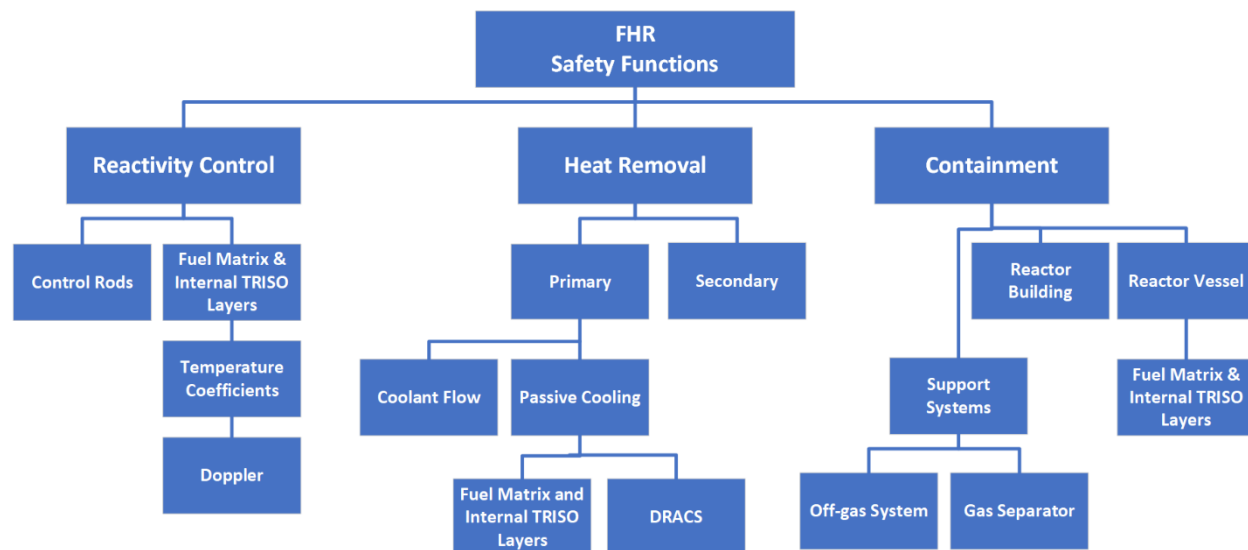 FHR
Safety Functions
Reactivity Control
Heat Removal
Containment
Control Rods
Fuel Matrix &
Internal TRISO
Layers
Primary
Secondary
Reactor
Building
Reactor Vessel
Temperature
Coefficients
Coolant Flow
Passive Cooling
Support
Systems
Fuel Matrix &
Internal TRISO
Layers
Doppler
Fuel Matrix and
Internal TRISO
Layers
DRACS
Off-gas System
Gas Separator